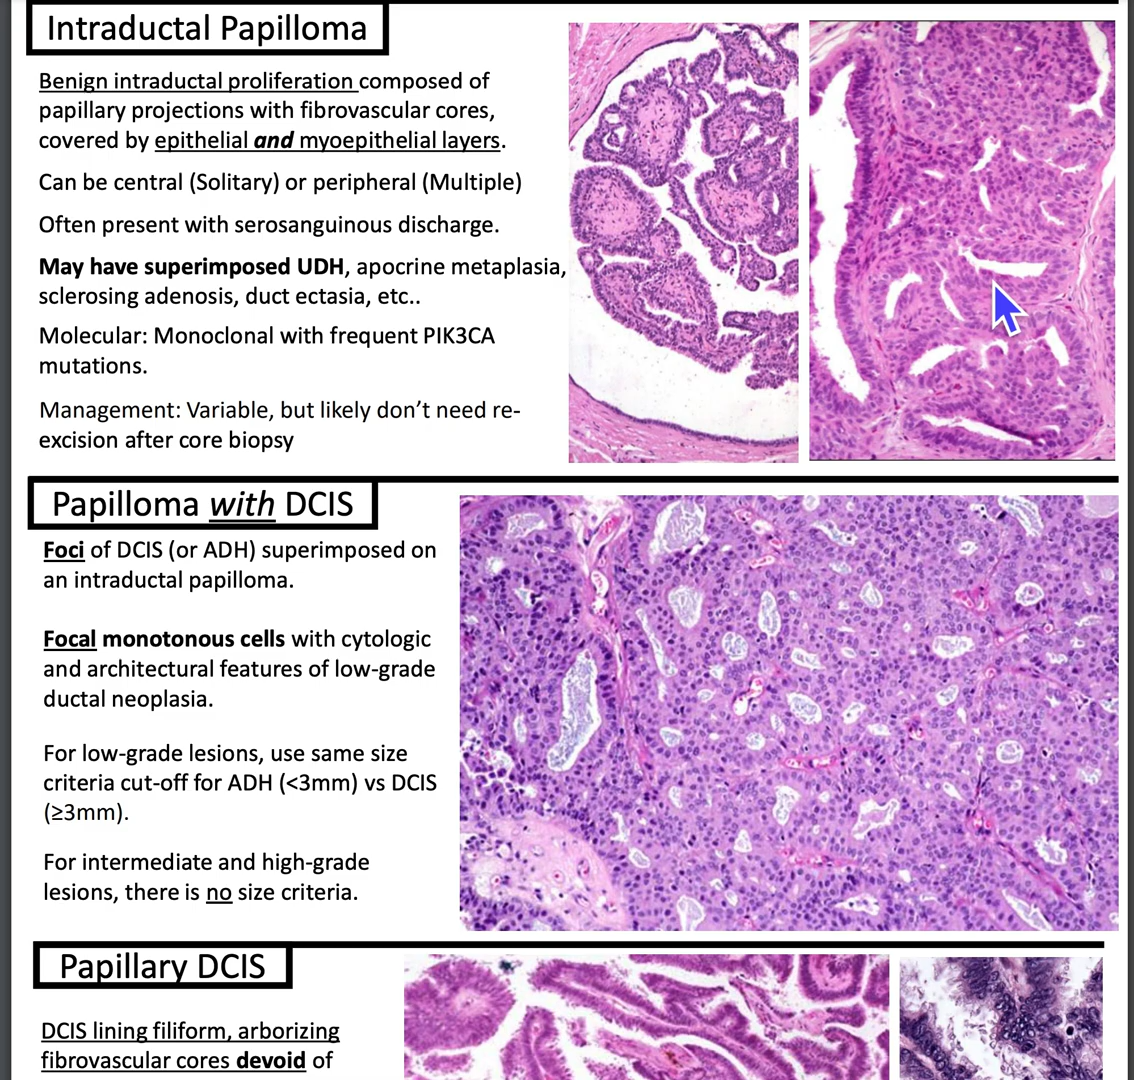 Intraductal Papilloma
Benign intraductal proliferation composed of
papillary projections with fibrovascular cores,
covered by epithelial and myoepithelial layers.
Can be central (Solitary) or peripheral (Multiple)
Often present with serosanguinous discharge.
May have superimposed UDH, apocrine metaplasia,
sclerosing adenosis, duct ectasia, etc..
Molecular: Monoclonal with frequent PIK3CA
mutations.
Management: Variable, but likely don’t need re-
excision after core biopsy
Papilloma with DCIS
Foci of DCIS (or ADH) superimposed on
an intraductal papilloma.
Focal monotonous cells with cytologic
and architectural features of low-grade
ductal neoplasia.
For low-grade lesions, use same size
criteria cut-off for ADH (<3mm) vs DCIS
(≥3mm).
For intermediate and high-grade
lesions, there is no size criteria.
Papillary DCIS
DCIS lining filiform, arborizing
fibrovascular cores devoid of